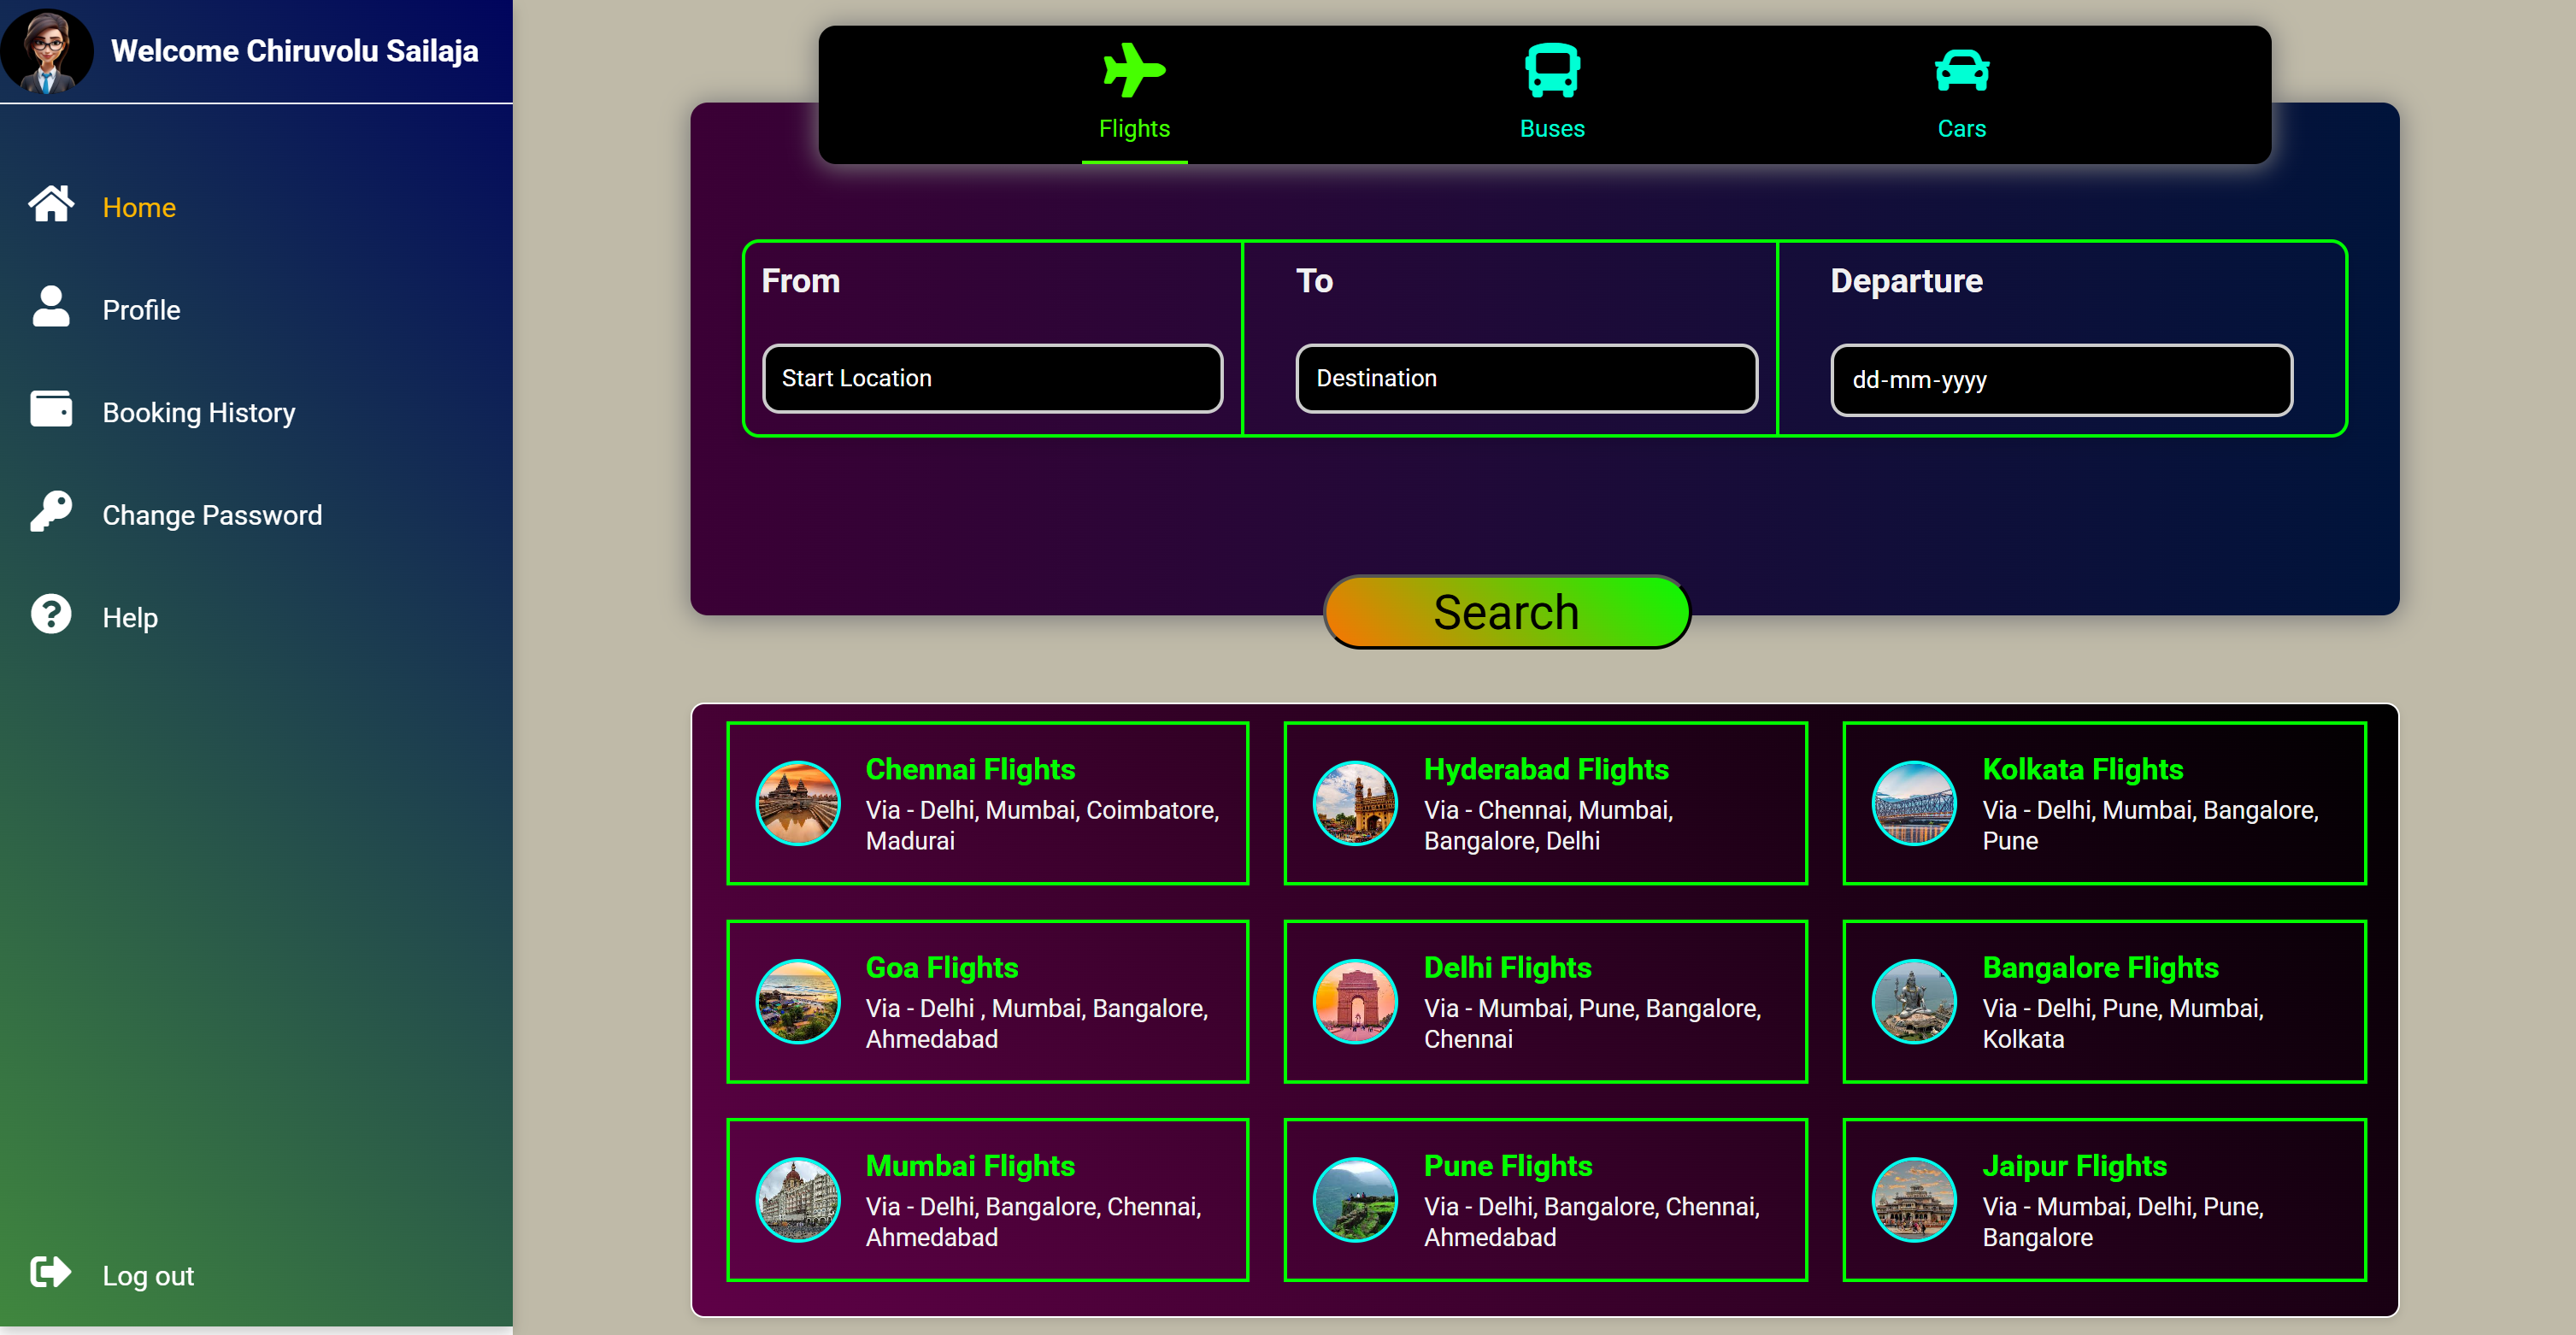 Welcome Chiruvolu Sailaja
Home
Profile
Booking History
Change Password
Help
Log out
Flights
Buses
Cars
From
To
Departure
Start Location
Destination
dd-mm-yyyy
Search
Chennai Flights
Via - Delhi, Mumbai, Coimbatore,
Madurai
Hyderabad Flights
Via - Chennai, Mumbai,
Bangalore, Delhi
Kolkata Flights
Via - Delhi, Mumbai, Bangalore,
Pune
Goa Flights
Via - Delhi , Mumbai, Bangalore,
Ahmedabad
Delhi Flights
Via - Mumbai, Pune, Bangalore,
Chennai
Bangalore Flights
Via - Delhi, Pune, Mumbai,
Kolkata
Mumbai Flights
Via - Delhi, Bangalore, Chennai,
Ahmedabad
Pune Flights
Via - Delhi, Bangalore, Chennai,
Ahmedabad
Jaipur Flights
Via - Mumbai, Delhi, Pune,
Bangalore